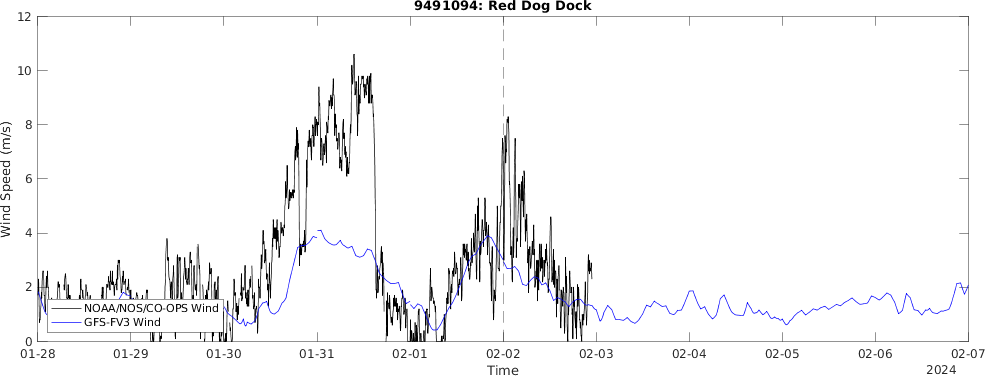 9491094: Red Dog Dock
12
10
8
6
4
2
0
Wind Speed (m/s)
NOAA/NOS/CO-OPS Wind
GFS-FV3 Wind
01-28 01-29 01-30 01-31 02-01 02-02 02-03 02-04 02-05 02-06 02-07
Time
2024